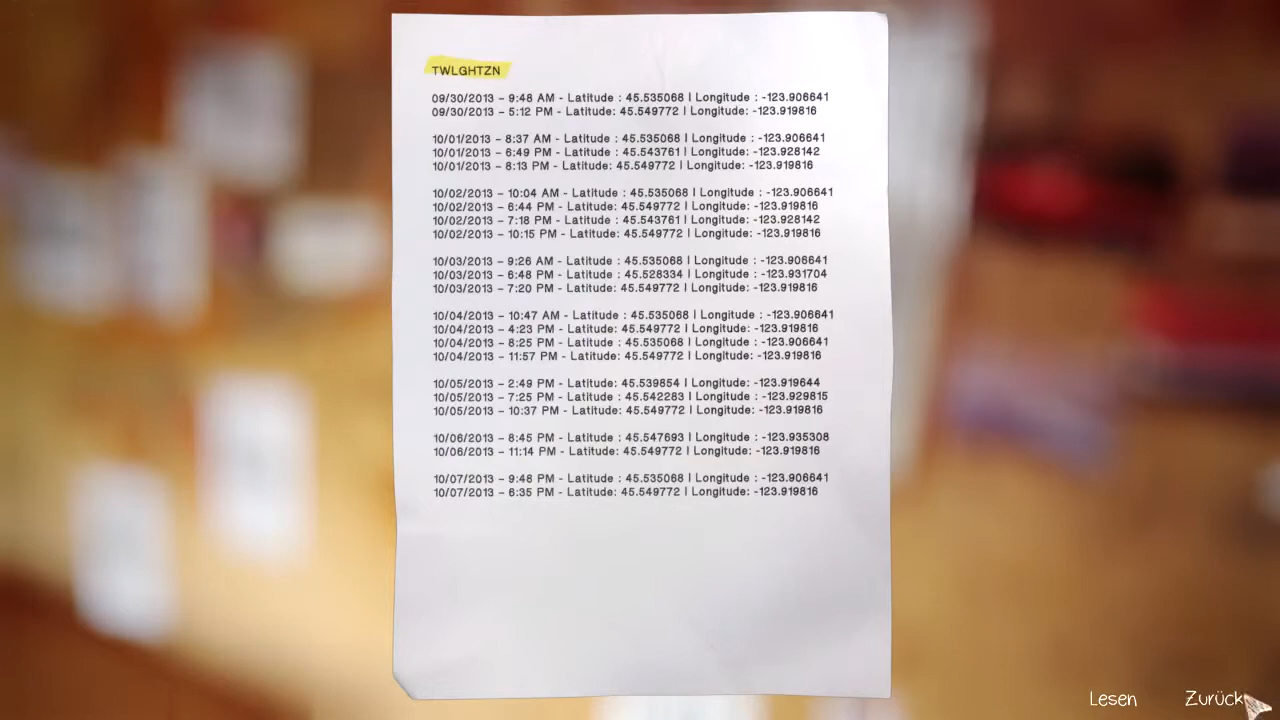 TWLGHTZN
09/30/2013 – 9:48 AM - Latitude : 45.535068 | Longitude : -123.906641
09/30/2013 – 5:12 PM - Latitude: 45.549772 | Longitude: -123.919816
10/01/2013 – 8:37 AM - Latitude : 45.535068 | Longitude : -123.906641
10/01/2013 – 6:49 PM - Latitude : 45.543761 | Longitude: -123.928142
10/01/2013 – 8:13 PM - Latitude: 45.549772 | Longitude: -123.919816
10/02/2013 – 10:04 AM - Latitude : 45.535068 | Longitude : -123.906641
10/02/2013 – 6:44 PM - Latitude: 45.549772 | Longitude: -123.919816
10/02/2013 – 7:18 PM - Latitude : 45.543761 | Longitude: -123.928142
10/02/2013 – 10:15 PM - Latitude: 45.549772 | Longitude: -123.919816
10/03/2013 – 9:26 AM - Latitude : 45.535068 | Longitude : -123.906641
10/03/2013 – 6:48 PM - Latitude: 45.528334 | Longitude: -123.931704
10/03/2013 – 7:20 PM - Latitude: 45.549772 | Longitude: -123.919816
10/04/2013 – 10:47 AM - Latitude : 45.535068 | Longitude : -123.906641
10/04/2013 – 4:23 PM - Latitude: 45.549772 | Longitude: -123.919816
10/04/2013 – 8:25 PM - Latitude : 45.535068 | Longitude : -123.906641
10/04/2013 – 11:57 PM - Latitude: 45.549772 | Longitude: -123.919816
10/05/2013 – 2:49 PM - Latitude: 45.539854 | Longitude: -123.919644
10/05/2013 – 7:25 PM - Latitude: 45.542283 | Longitude : -123.929815
10/05/2013 – 10:37 PM - Latitude: 45.549772 | Longitude: -123.919816
10/06/2013 – 8:45 PM - Latitude : 45.547693 | Longitude : -123.935308
10/06/2013 – 11:14 PM - Latitude: 45.549772 | Longitude: -123.919816
10/07/2013 – 9:48 PM - Latitude : 45.535068 | Longitude : -123.906641
10/07/2013 – 6:35 PM - Latitude: 45.549772 | Longitude: -123.919816
Lesen Zurück